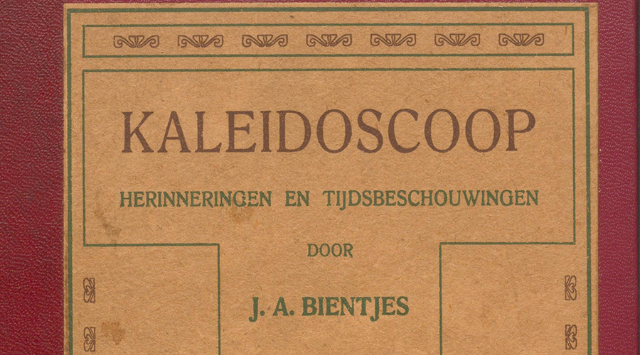 KALEIDOSCOOP
HERINNERINGEN EN TIJDSBESCHOUWINGEN
DOOR
J. A. BIENTJES